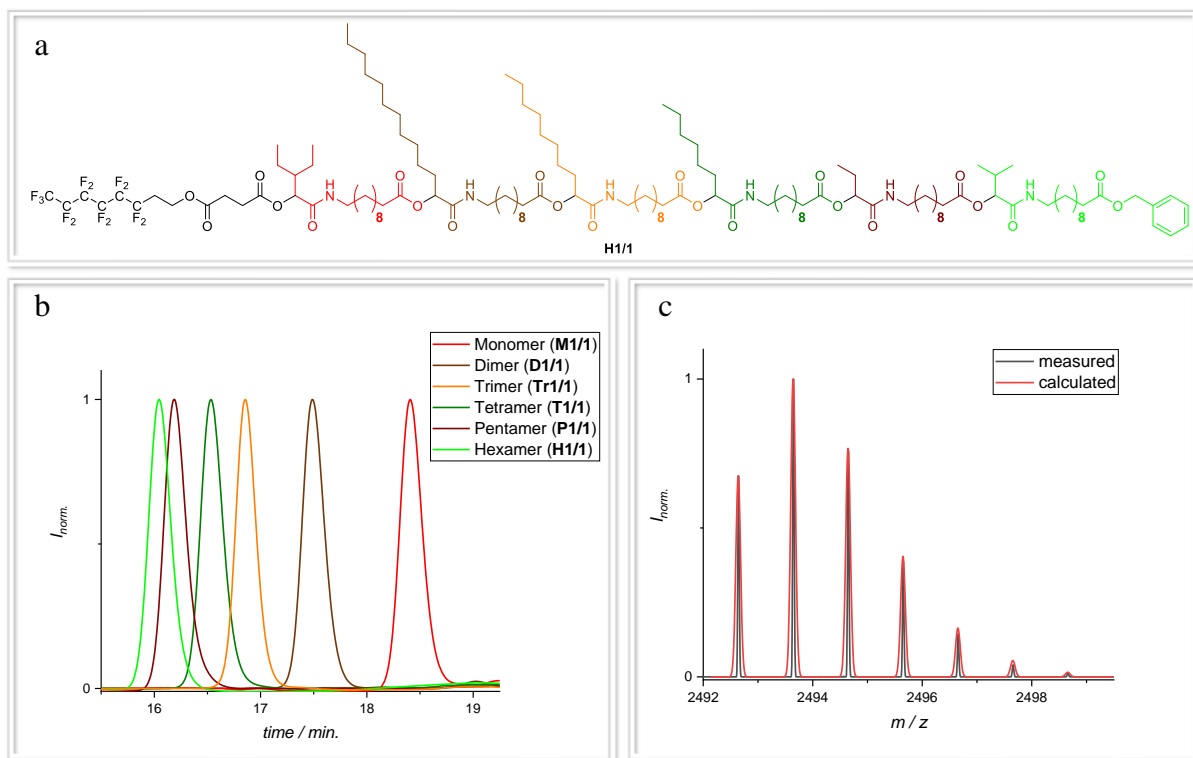 a
F2
C
F2
C
F3C
C
F2
C
F2
C
F2
O
O
O
O
O
H
N
8
O
O
O
H
N
8
O
O
O
H
N
8
O
O
O
H
N
8
O
O
O
H
N
8
O
O
O
H
N
8
O
O
H1/1
b
Monomer (M1/1)
Dimer (D1/1)
Trimer (Tr1/1)
Tetramer (T1/1)
Pentamer (P1/1)
Hexamer (H1/1)
1
0
Inorm.
16
17
18
19
time / min.
c
measured
calculated
1
0
Inorm.
2492
2494
2496
2498
m / z